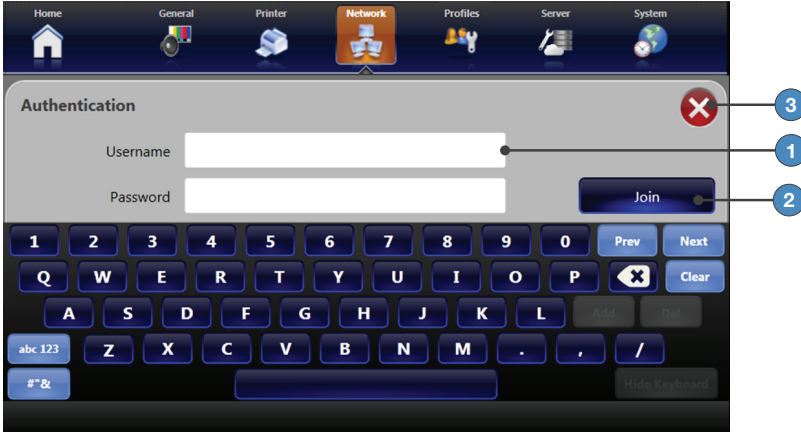 Home General Printer Network Profiles Server System
Authentication
3
Username
1
Password
Join
2
1 2 3 4 5 6 7 8 9 0 Prev Next
Q W E R T Y U I O P Clear
A S D F G H J K L Add Del
abc 123 Z X C V B N M . , /
#"& Hide Keyboard